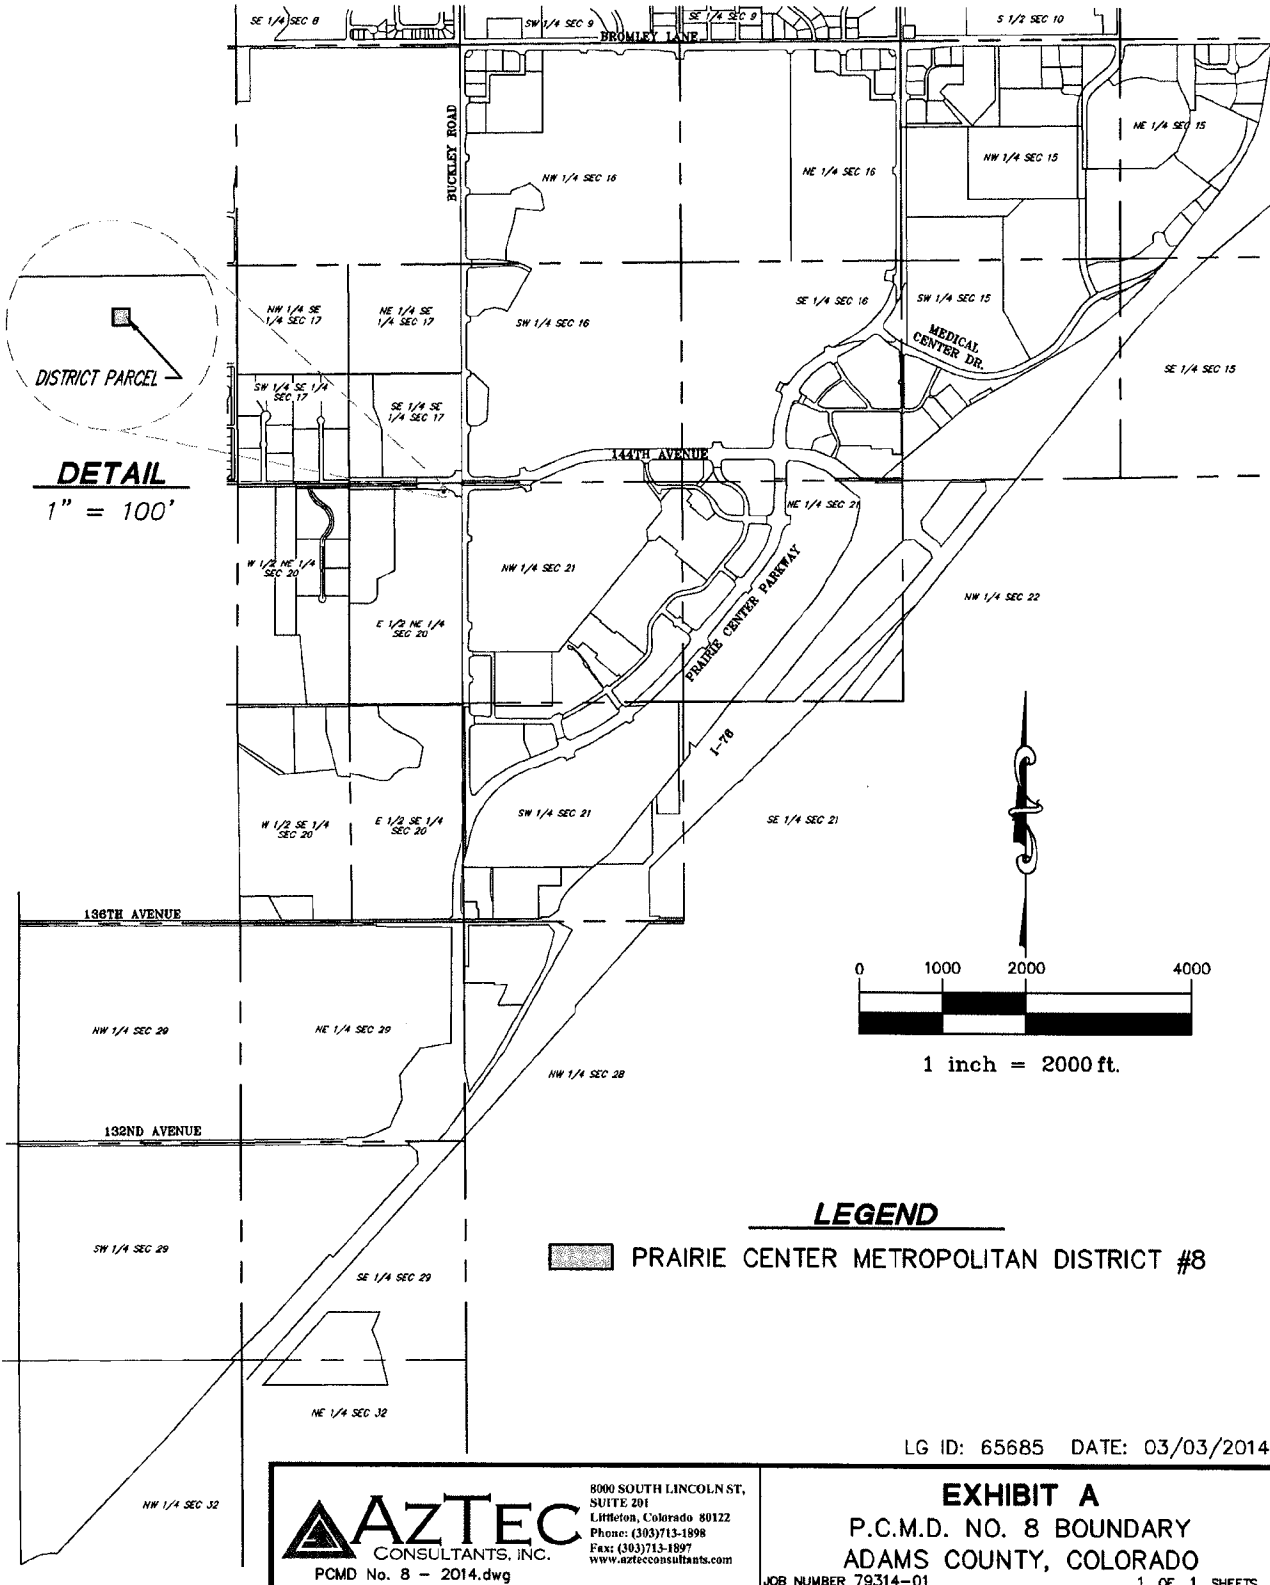 SE 1/4 SEC 8
SW 1/4 SEC 9
SE 1/4 SEC 9
S 1/2 SEC 10
BROMLEY LANE
BUCKLEY ROAD
NE 1/4 SEC 15
NW 1/4 SEC 15
NW 1/4 SEC 16
NE 1/4 SEC 16
NW 1/4 SE
1/4 SEC 17
NE 1/4 SE
1/4 SEC 17
SW 1/4 SEC 16
SE 1/4 SEC 16
SW 1/4 SEC 15
MEDICAL
CENTER DR.
SE 1/4 SEC 15
DISTRICT PARCEL
SW 1/4 SE 1/4
SEC 17
SE 1/4 SE
1/4 SEC 17
DETAIL
1" = 100'
144TH AVENUE
NE 1/4 SEC 21
W 1/2 NE 1/4
SEC 20
NW 1/4 SEC 21
PRAIRIE CENTER PARKWAY
NW 1/4 SEC 22
E 1/2 NE 1/4
SEC 20
I-76
W 1/2 SE 1/4
SEC 20
E 1/2 SE 1/4
SEC 20
SW 1/4 SEC 21
SE 1/4 SEC 21
136TH AVENUE
0 1000 2000 4000
1 inch = 2000 ft.
NW 1/4 SEC 29
NE 1/4 SEC 29
NW 1/4 SEC 28
132ND AVENUE
LEGEND
PRAIRIE CENTER METROPOLITAN DISTRICT #8
SW 1/4 SEC 29
SE 1/4 SEC 29
NE 1/4 SEC 32
NW 1/4 SEC 32
LG ID: 65685 DATE: 03/03/2014
AZTEC
CONSULTANTS, INC.
PCMD No. 8 - 2014.dwg
8000 SOUTH LINCOLN ST,
SUITE 201
Littleton, Colorado 80122
Phone: (303)713-1898
Fax: (303)713-1897
www.aztecconsultants.com
EXHIBIT A
P.C.M.D. NO. 8 BOUNDARY
ADAMS COUNTY, COLORADO
JOB NUMBER 79314-01 1 OF 1 SHEETS